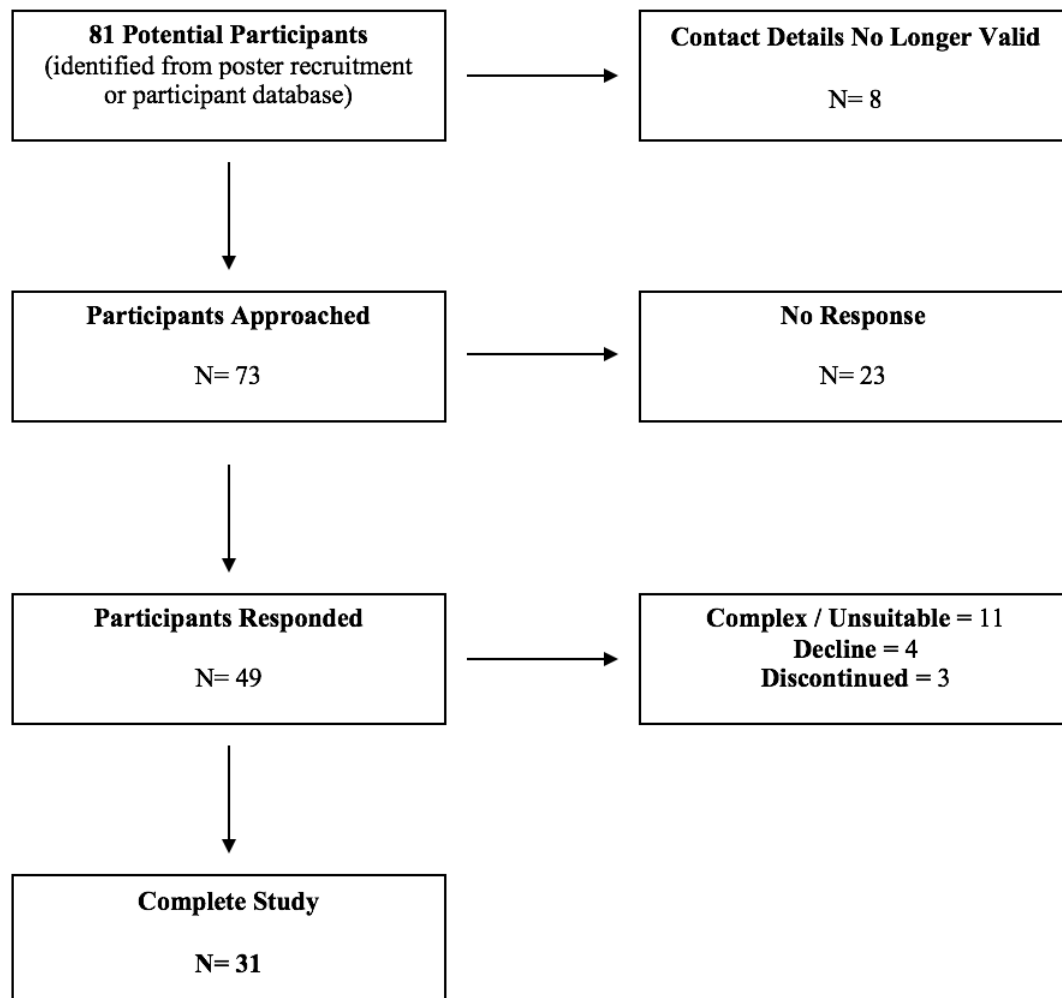 81 Potential Participants
(identified from poster recruitment
or participant database)
Contact Details No Longer Valid
N= 8
Participants Approached
N= 73
No Response
N= 23
Participants Responded
N= 49
Complex / Unsuitable = 11
Decline = 4
Discontinued = 3
Complete Study
N= 31